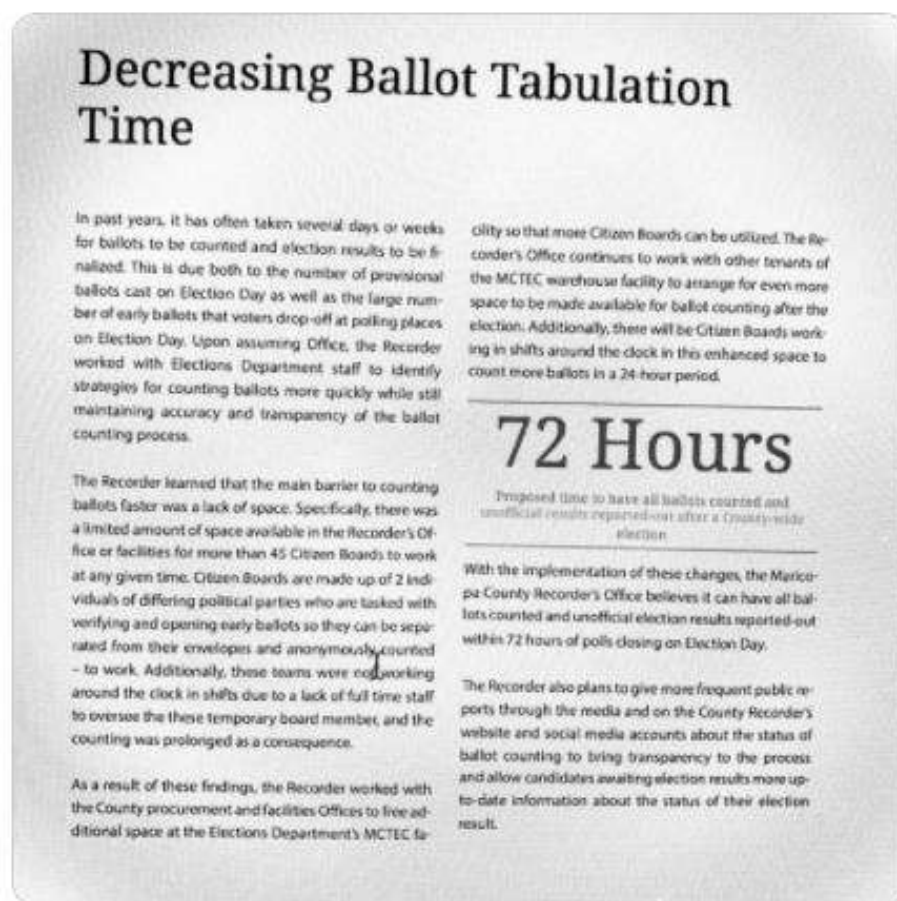 Decreasing Ballot Tabulation
Time
In past years, it has often taken several days or weeks
for ballots to be counted and election results to be fi-
nalized. This is due both to the number of provisional
ballots cast on Election Day as well as the large num-
ber of early ballots that voters drop-off at polling places
on Election Day. Upon assuming Office, the Recorder
worked with Elections Department staff to identify
strategies for counting ballots more quickly while still
maintaining accuracy and transparency of the ballot
counting process.
The Recorder learned that the main barrier to counting
ballots faster was a lack of space. Specifically, there was
a limited amount of space available in the Recorder's Of-
fice or facilities for more than 45 Citizen Boards to work
at any given time. Citizen Boards are made up of 2 indi-
viduals of differing political parties who are tasked with
verifying and opening early ballots so they can be sepa-
rated from their envelopes and anonymously counted
– to work. Additionally, these teams were not working
around the clock in shifts due to a lack of full time staff
to oversee the these temporary board member, and the
counting was prolonged as a consequence.
As a result of these findings, the Recorder worked with
the County procurement and facilities Offices to free ad-
ditional space at the Elections Department's MCTEC fa-
cility so that more Citizen Boards can be utilized. The Re-
corder's Office continues to work with other tenants of
the MCTEC warehouse facility to arrange for even more
space to be made available for ballot counting after the
election. Additionally, there will be Citizen Boards work-
ing in shifts around the clock in this enhanced space to
count more ballots in a 24-hour period.
72 Hours
Proposed time to have all ballots counted and
unofficial results reported-out after a County-wide
election
With the implementation of these changes, the Marico-
pa County Recorder's Office believes it can have all bal-
lots counted and unofficial election results reported-out
within 72 hours of polls closing on Election Day.
The Recorder also plans to give more frequent public re-
ports through the media and on the County Recorder's
website and social media accounts about the status of
ballot counting to bring transparency to the process
and allow candidates awaiting election results more up-
to-date information about the status of their election
result.